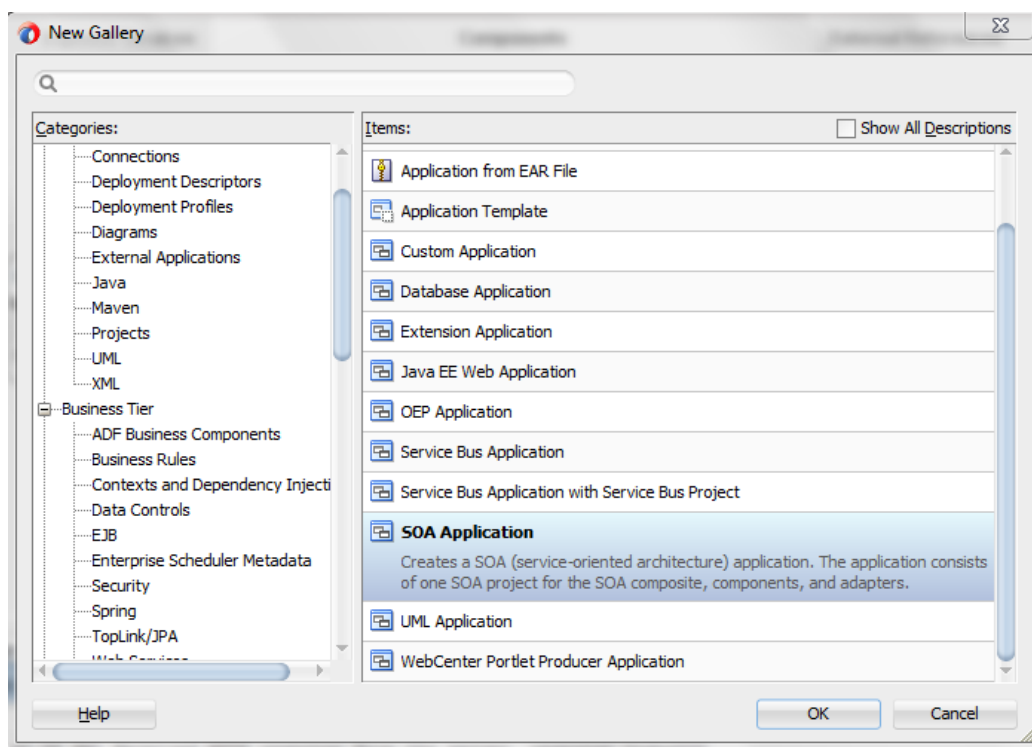 New Gallery
Categories:
Connections
Deployment Descriptors
Deployment Profiles
Diagrams
External Applications
Java
Maven
Projects
UML
XML
Business Tier
ADF Business Components
Business Rules
Contexts and Dependency Injecti
Data Controls
EJB
Enterprise Scheduler Metadata
Security
Spring
TopLink/JPA
Web Services
Items:
Show All Descriptions
Application from EAR File
Application Template
Custom Application
Database Application
Extension Application
Java EE Web Application
OEP Application
Service Bus Application
Service Bus Application with Service Bus Project
SOA Application
Creates a SOA (service-oriented architecture) application. The application consists
of one SOA project for the SOA composite, components, and adapters.
UML Application
WebCenter Portlet Producer Application
Help
OK
Cancel